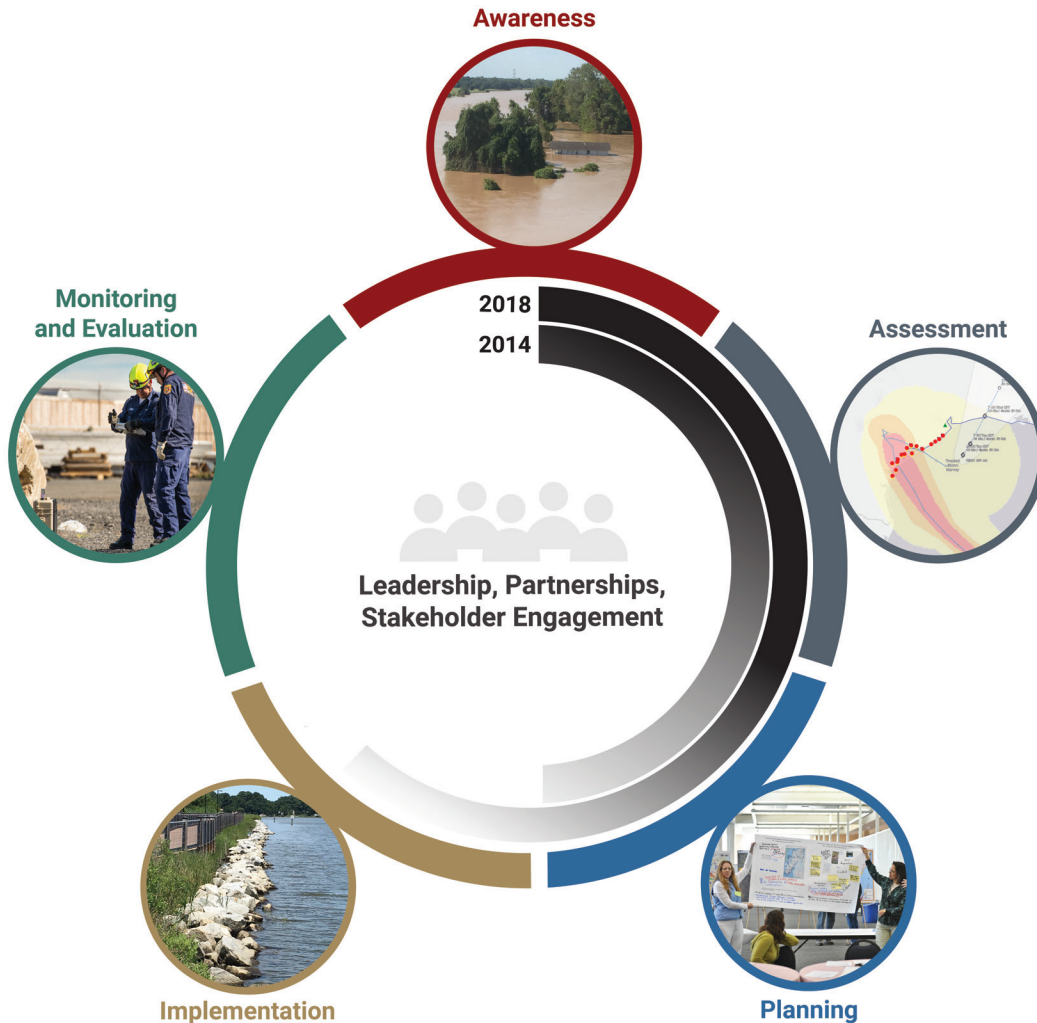 Awareness
2018
2014
Monitoring
and Evaluation
Assessment
Leadership, Partnerships,
Stakeholder Engagement
Implementation
Planning